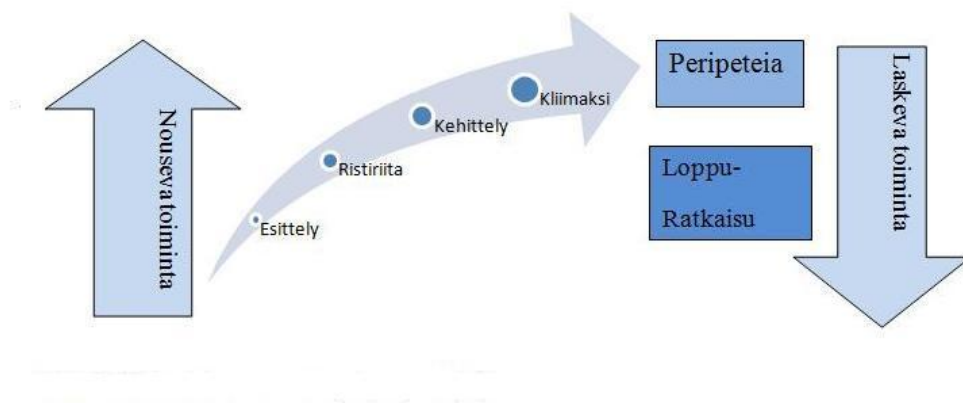 Nouseva toiminta
Esittely
Ristiriita
Kehittely
Kliimaksi
Peripeteia
Loppu-
Ratkaisu
Laskeva toiminta